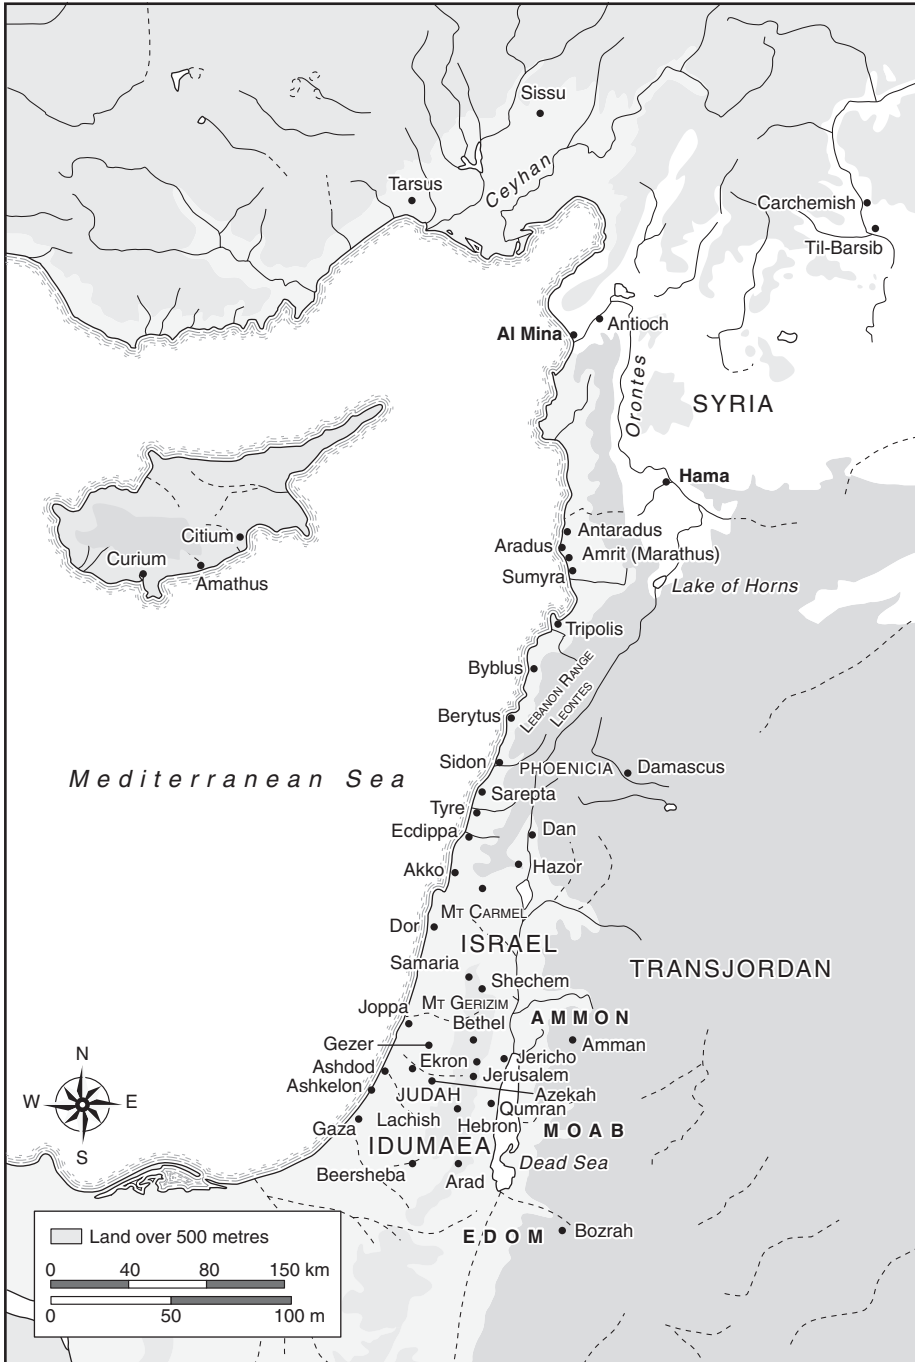 Sissu
Ceyhan
Tarsus
Carchemish
Til-Barsib
Al Mina
Antioch
Orontes
SYRIA
Hama
Antaradus
Citium
Aradus
Amrit (Marathus)
Curium
Sumyra
Amathus
Lake of Horns
Tripolis
Byblus
LEBANON RANGE
LEONTES
Berytus
Sidon
PHOENICIA
Damascus
Mediterranean Sea
Sarepta
Tyre
Ecdippa
Dan
Akko
Hazor
MT CARMEL
Dor
ISRAEL
Samaria
TRANSJORDAN
Shechem
MT GERIZIM
Joppa
AMMON
Bethel
Gezer
Amman
Ekron
Jericho
Ashdod
Jerusalem
Ashkelon
JUDAH
Azekah
Qumran
Lachish
Gaza
Hebron
MOAB
IDUMAEA
Dead Sea
Beersheba
Arad
EDOM
Bozrah
N
W
E
S
Land over 500 metres
0 40 80 150 km
0 50 100 m